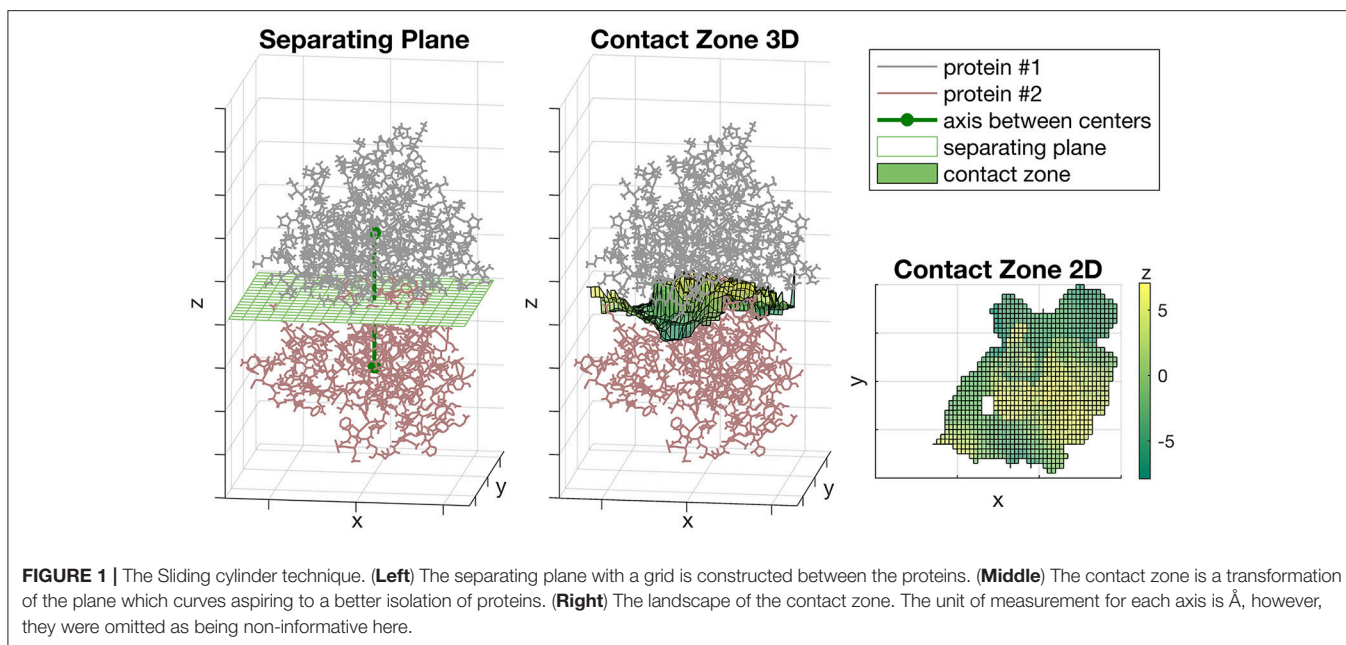 Separating Plane
Contact Zone 3D
protein #1
protein #2
axis between centers
separating plane
contact zone
z
x
y
z
x
y
Contact Zone 2D
z
5
0
-5
y
x
FIGURE 1 | The Sliding cylinder technique. (Left) The separating plane with a grid is constructed between the proteins. (Middle) The contact zone is a transformation
of the plane which curves aspiring to a better isolation of proteins. (Right) The landscape of the contact zone. The unit of measurement for each axis is Å, however,
they were omitted as being non-informative here.